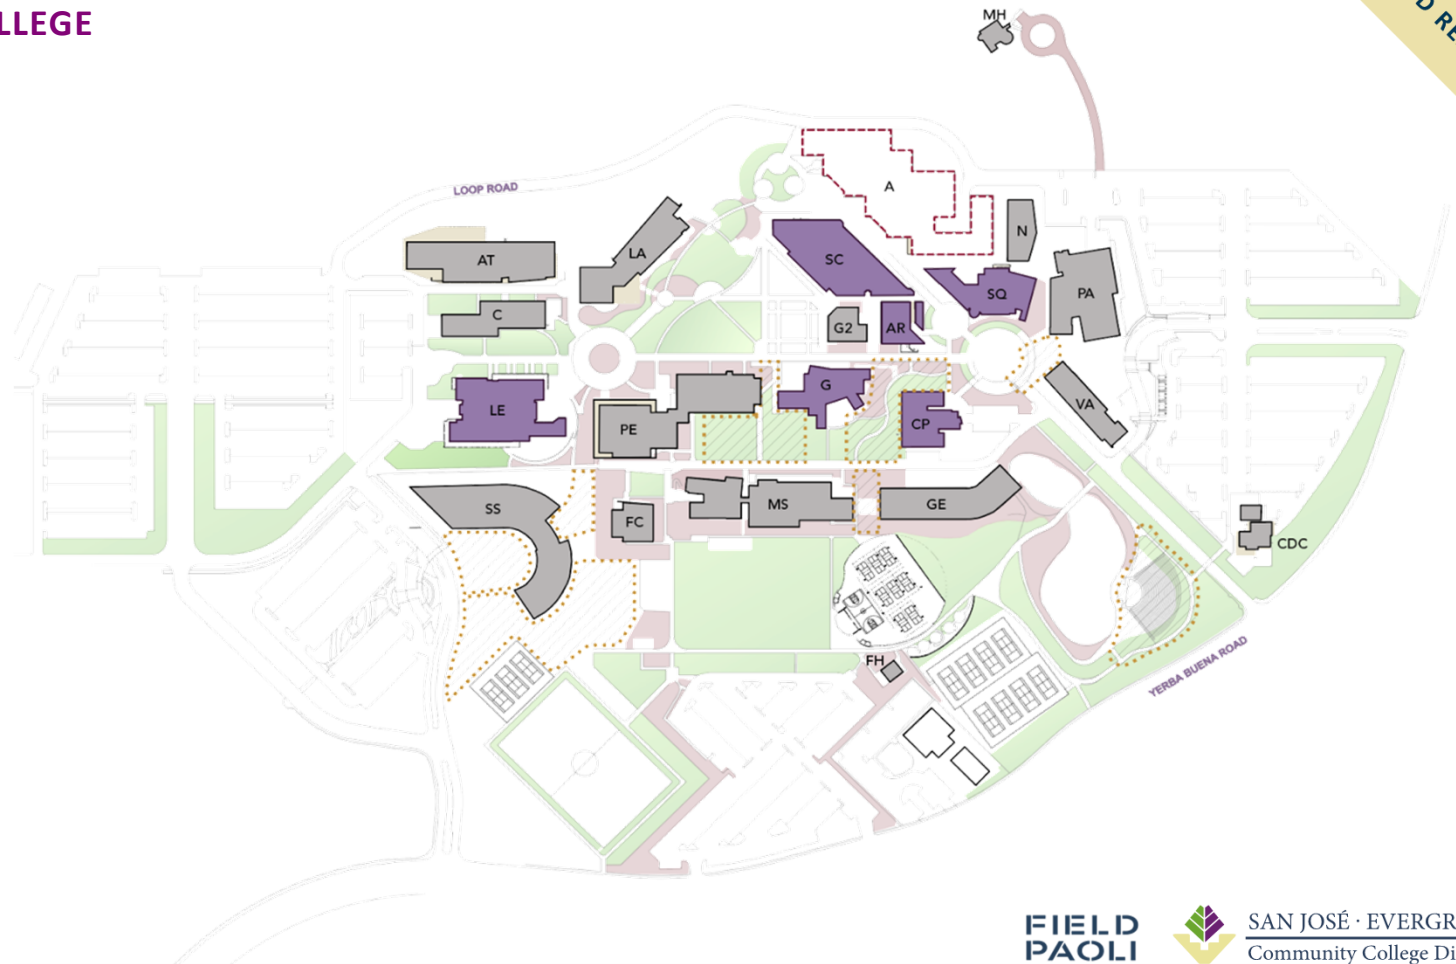 LLEGE
D RE
MH
LOOP ROAD
A
N
LA
AT
SC
SQ
PA
C
G2
AR
LE
G
VA
PE
CP
SS
MS
GE
FC
CDC
FH
YERBA BUENA ROAD
FIELD
PAOLI
SAN JOSÉ · EVERGR
Community College Di